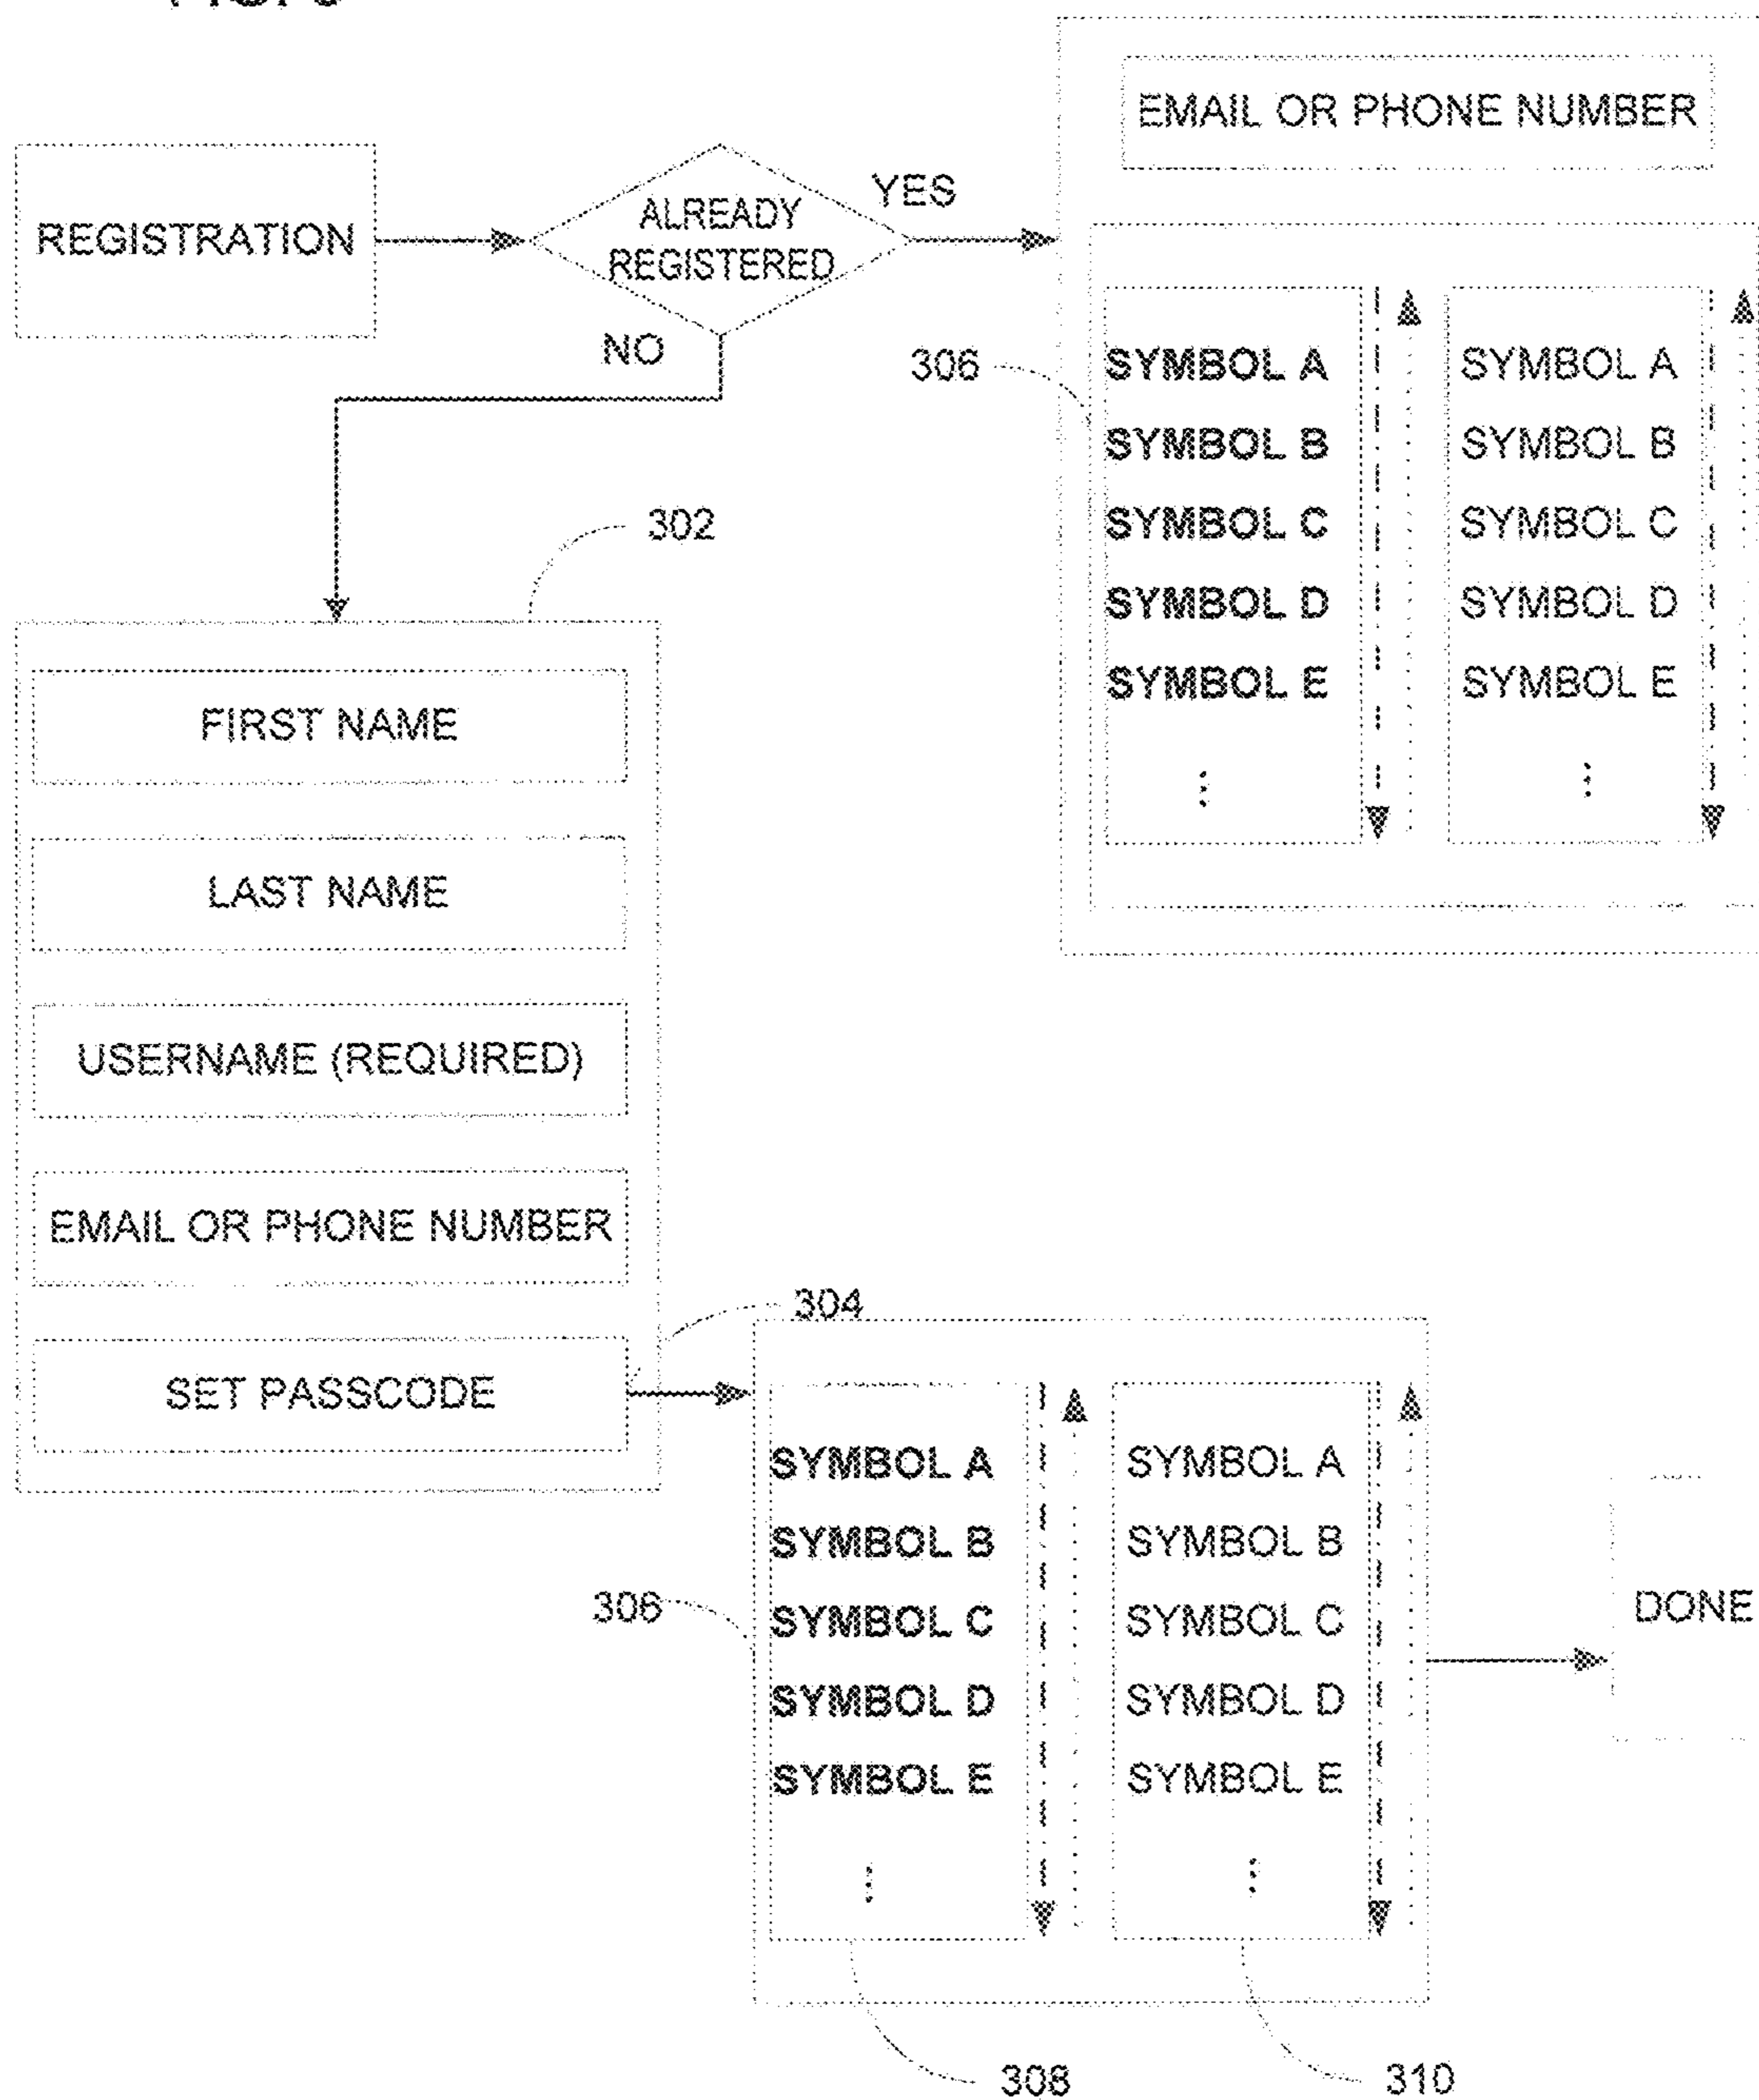 EMAIL OR PHONE NUMBER
REGISTRATION
ALREADY
REGISTERED
YES
NO
306
SYMBOL A
SYMBOL B
SYMBOL C
SYMBOL D
SYMBOL E
⋮
SYMBOL A
SYMBOL B
SYMBOL C
SYMBOL D
SYMBOL E
⋮
302
FIRST NAME
LAST NAME
USERNAME (REQUIRED)
EMAIL OR PHONE NUMBER
SET PASSCODE
304
306
SYMBOL A
SYMBOL B
SYMBOL C
SYMBOL D
SYMBOL E
⋮
SYMBOL A
SYMBOL B
SYMBOL C
SYMBOL D
SYMBOL E
⋮
DONE
308
310